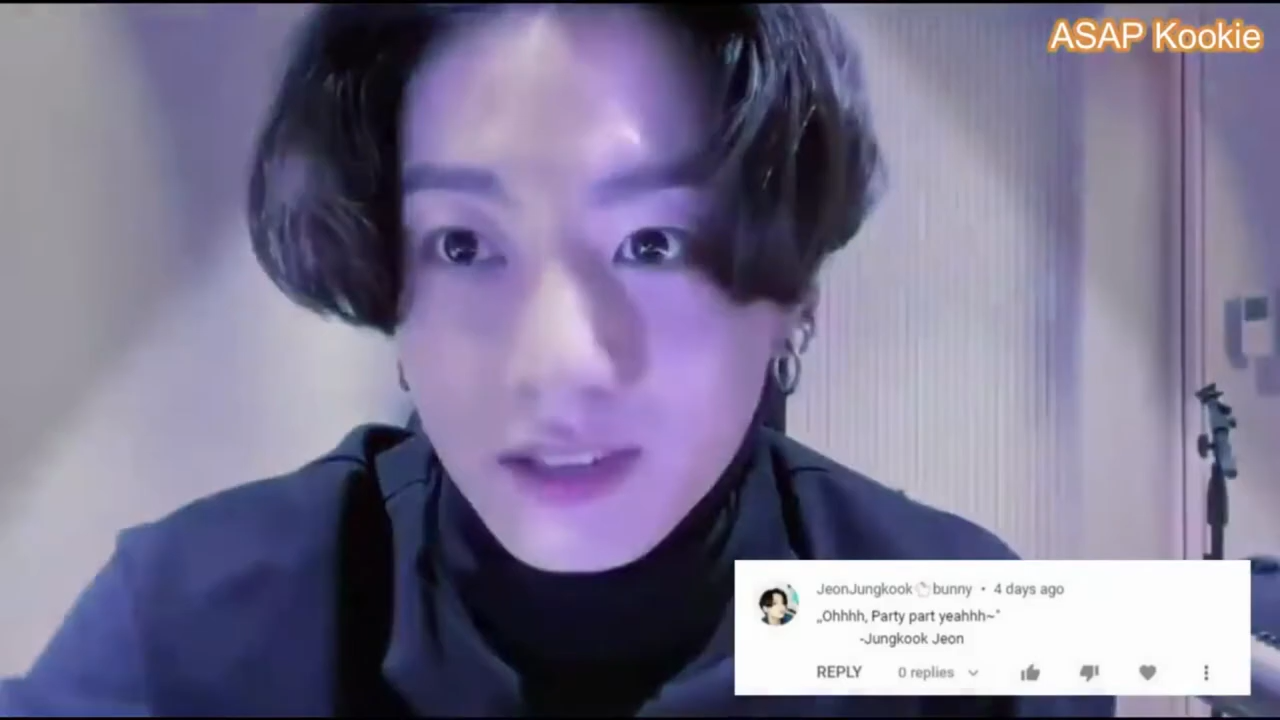 ASAP Kookie
JeonJungkook🐇bunny • 4 days ago
„Ohhhh, Party part yeahhh~"
-Jungkook Jeon
REPLY 0 replies